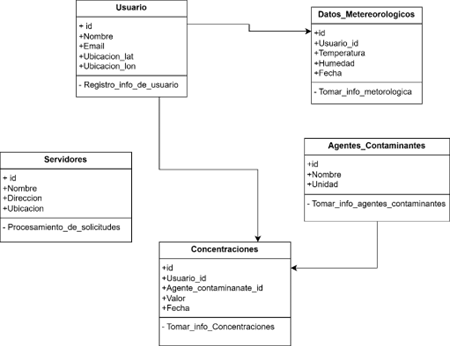 Usuario
+ id
+Nombre
+Email
+Ubicacion_lat
+Ubicacion_lon
- Registro_info_de_usuario
Datos_Metereorologicos
+id
+Usuario_id
+Temperatura
+Humedad
+Fecha
- Tomar_info_metorologica
Servidores
+ id
+Nombre
+Direccion
+Ubicacion
- Procesamiento_de_solicitudes
Agentes_Contaminantes
+id
+Nombre
+Unidad
- Tomar_info_agentes_contaminantes
Concentraciones
+id
+Usuario_id
+Agente_contaminanate_id
+Valor
+Fecha
- Tomar_info_Concentraciones